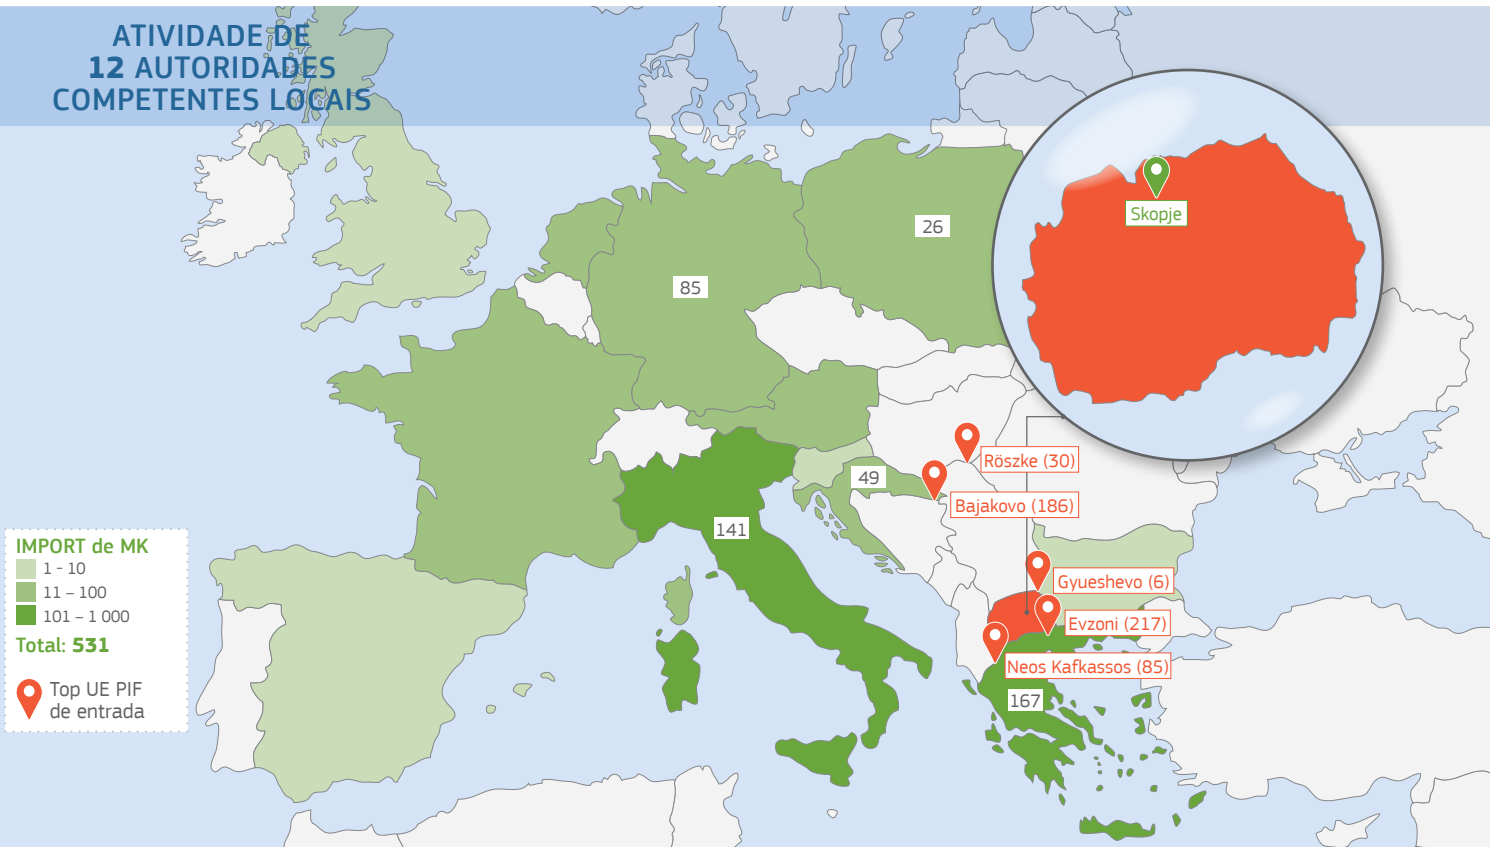 ATIVIDADE DE
12 AUTORIDADES
COMPETENTES LOCAIS
Skopje
26
85
Röszke (30)
49
Bajakovo (186)
141
IMPORT de MK
1 - 10
11 – 100
101 – 1 000
Total: 531
Top UE PIF
de entrada
Gyueshevo (6)
Evzoni (217)
Neos Kafkassos (85)
167